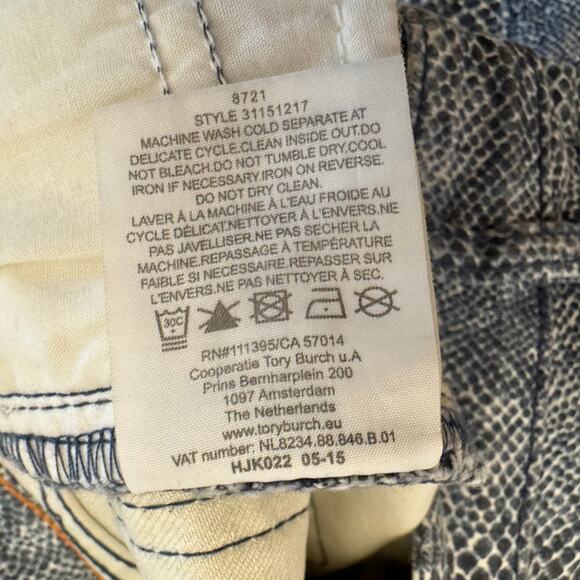 8721
STYLE 31151217
MACHINE WASH COLD SEPARATE AT
DELICATE CYCLE.CLEAN INSIDE OUT.DO
NOT BLEACH.DO NOT TUMBLE DRY.COOL
IRON IF NECESSARY.IRON ON REVERSE.
DO NOT DRY CLEAN.
LAVER À LA MACHINE À L'EAU FROIDE AU
CYCLE DÉLICAT.NETTOYER À L'ENVERS.NE
PAS JAVELLISER.NE PAS SECHER LA
MACHINE.REPASSAGE À TEMPÉRATURE
FAIBLE SI NECESSAIRE.REPASSER SUR
L'ENVERS.NE PAS NETTOYER À SEC.
30C
RN#111395/CA 57014
Cooperatie Tory Burch u.A
Prins Bernharplein 200
1097 Amsterdam
The Netherlands
www.toryburch.eu
VAT number: NL8234.88.846.B.01
HJK022 05-15